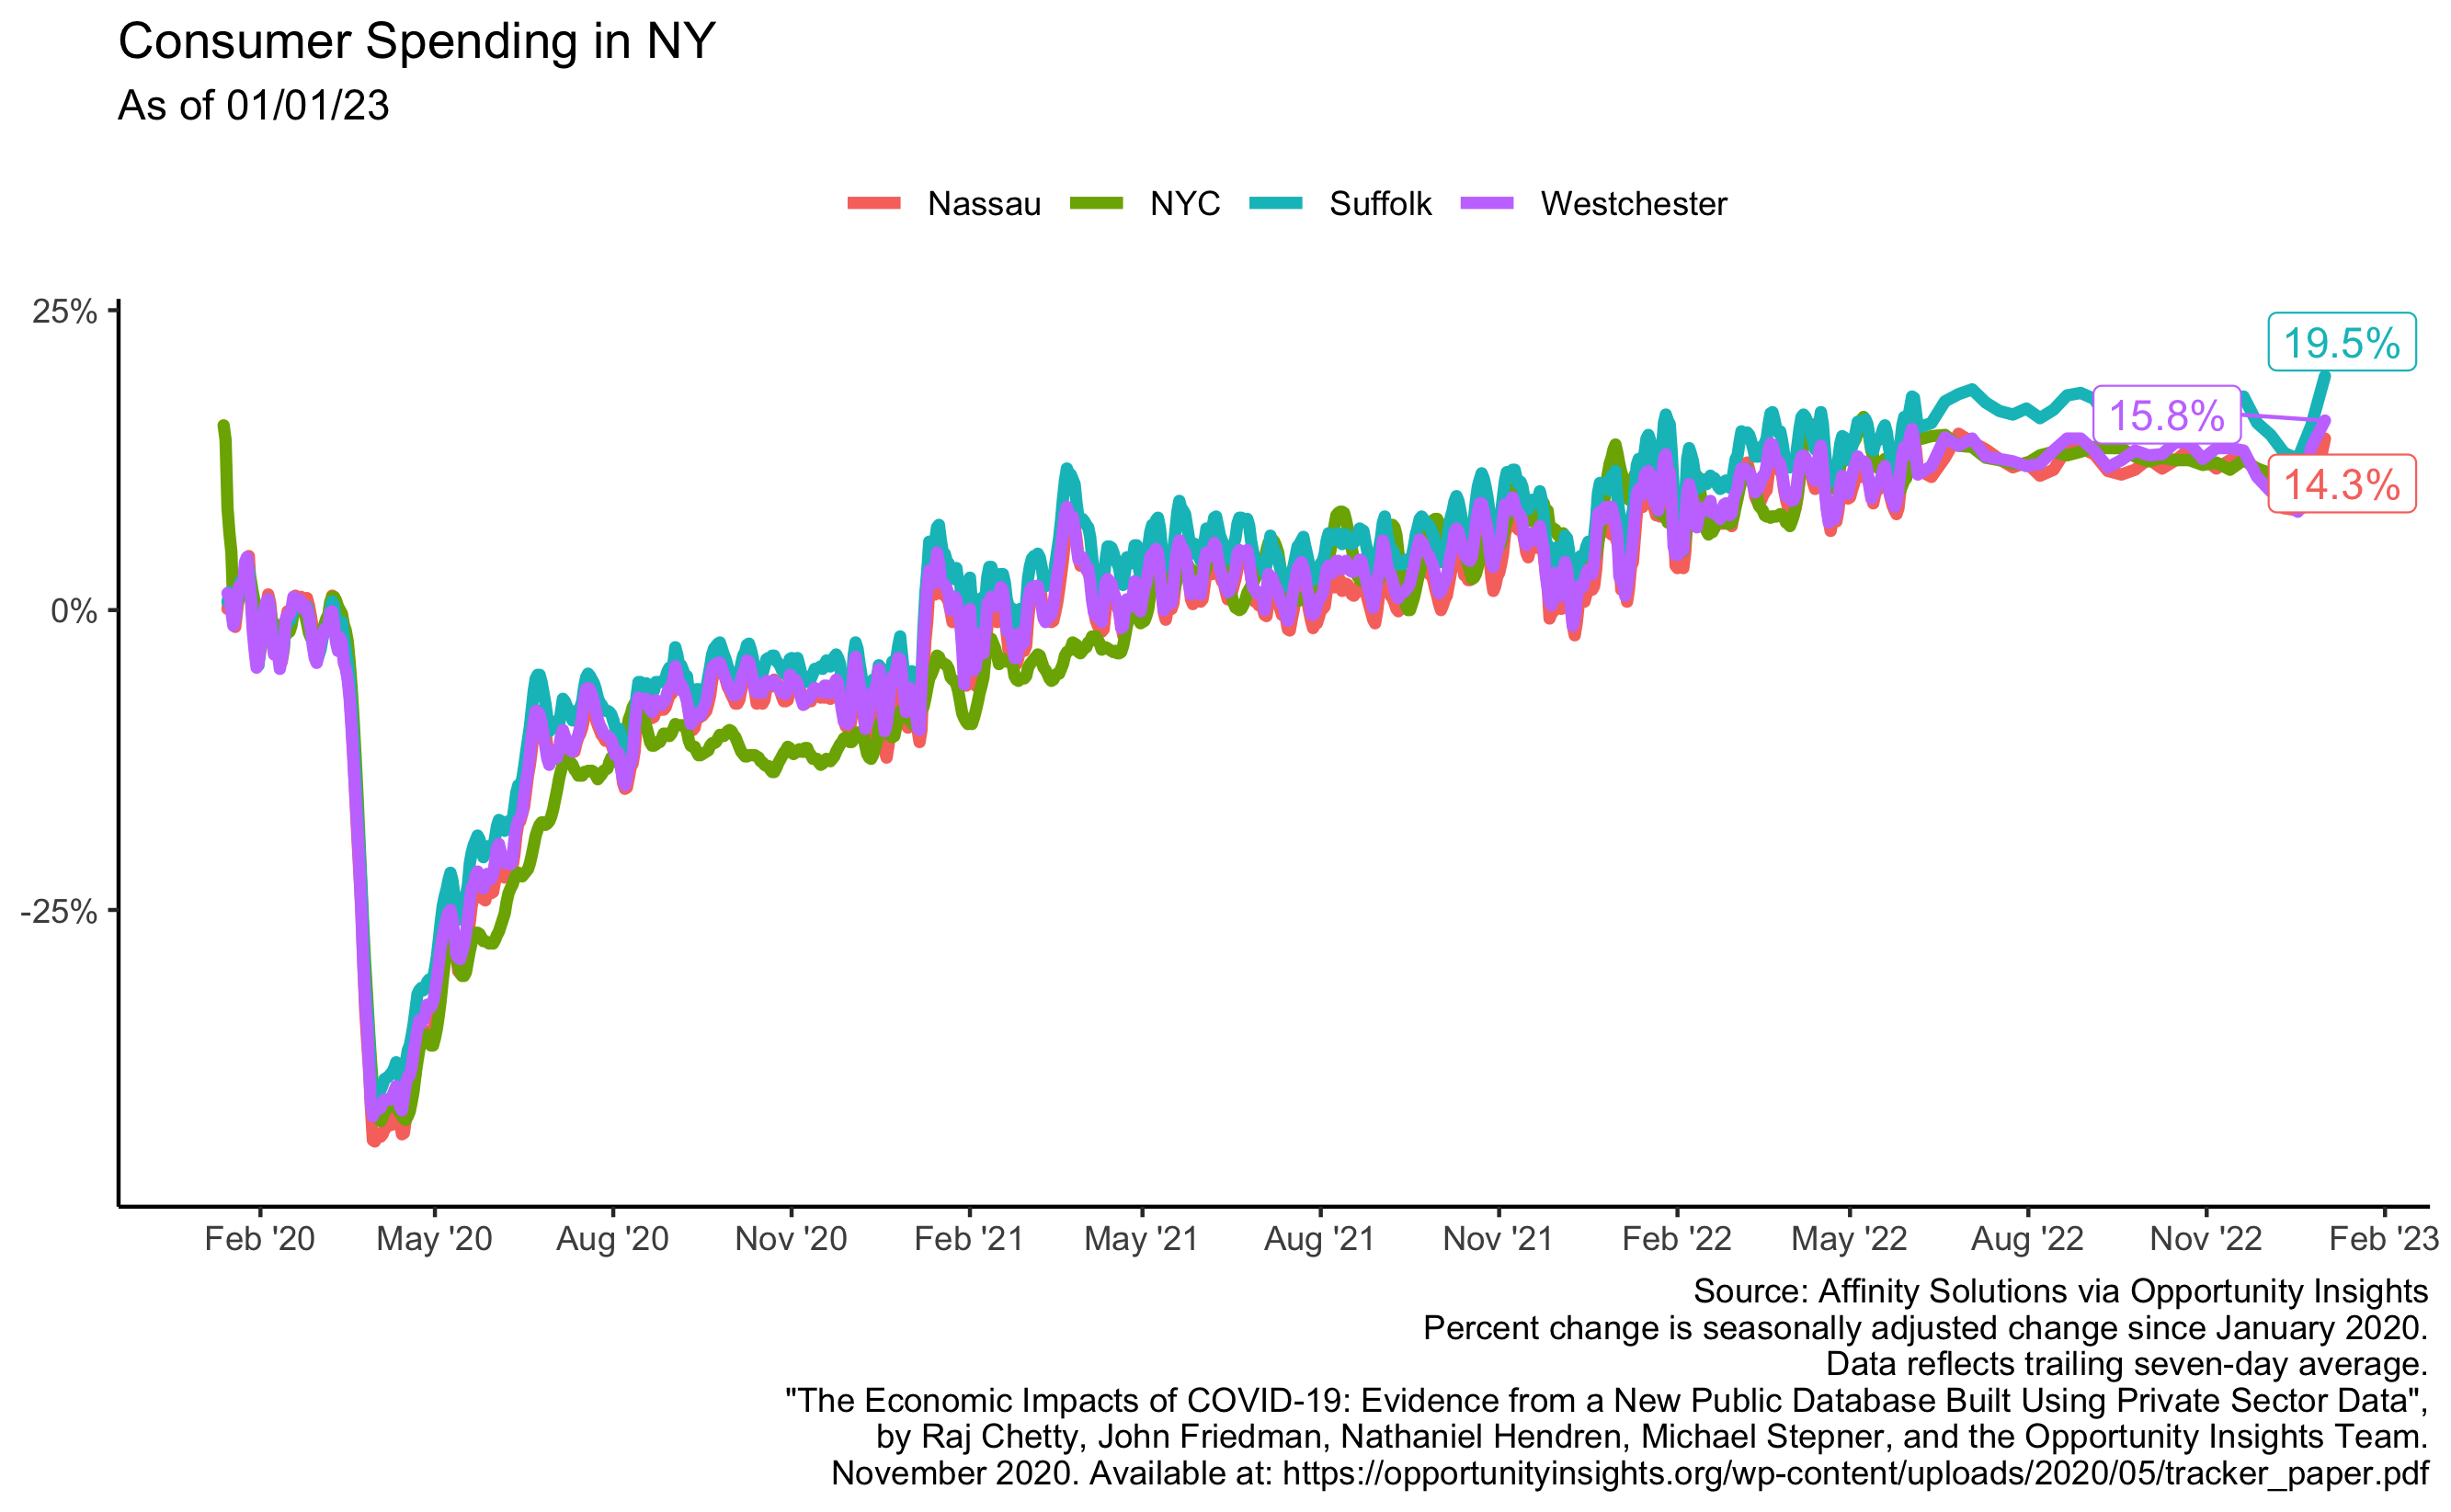 Consumer Spending in NY
As of 01/01/23
Nassau NYC Suffolk Westchester
25%
0%
-25%
19.5%
15.8%
14.3%
Feb '20 May '20 Aug '20 Nov '20 Feb '21 May '21 Aug '21 Nov '21 Feb '22 May '22 Aug '22 Nov '22 Feb '23
Source: Affinity Solutions via Opportunity Insights
Percent change is seasonally adjusted change since January 2020.
Data reflects trailing seven-day average.
"The Economic Impacts of COVID-19: Evidence from a New Public Database Built Using Private Sector Data",
by Raj Chetty, John Friedman, Nathaniel Hendren, Michael Stepner, and the Opportunity Insights Team.
November 2020. Available at: https://opportunityinsights.org/wp-content/uploads/2020/05/tracker_paper.pdf